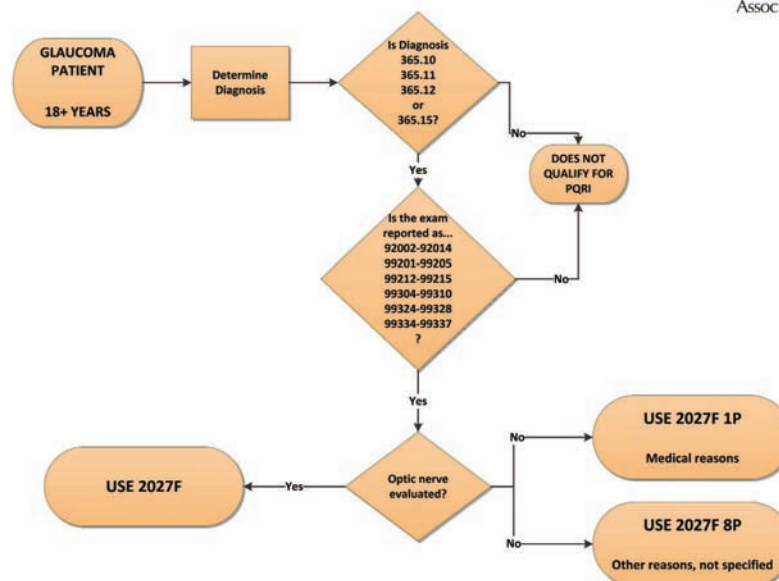 Assoc
GLAUCOMA
PATIENT
18+ YEARS
Determine
Diagnosis
Is Diagnosis
365.10
365.11
365.12
or
365.15?
No
DOES NOT
QUALIFY FOR
PQRI
Yes
Is the exam
reported as...
92002-92014
99201-99205
99212-99215
99304-99310
99324-99328
99334-99337
?
No
Yes
Optic nerve
evaluated?
Yes
USE 2027F
No
USE 2027F 1P
Medical reasons
No
USE 2027F 8P
Other reasons, not specified